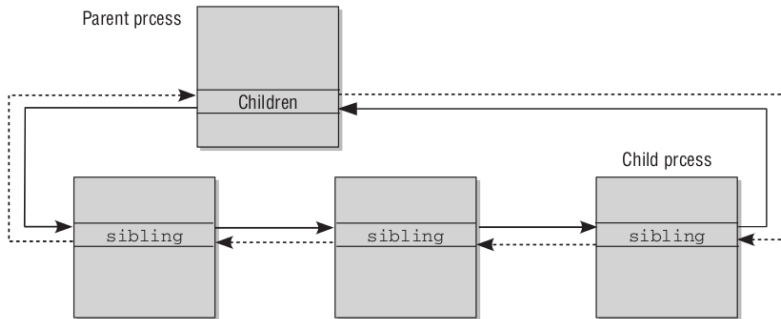 Parent prcess
Children
Child prcess
sibling
sibling
sibling